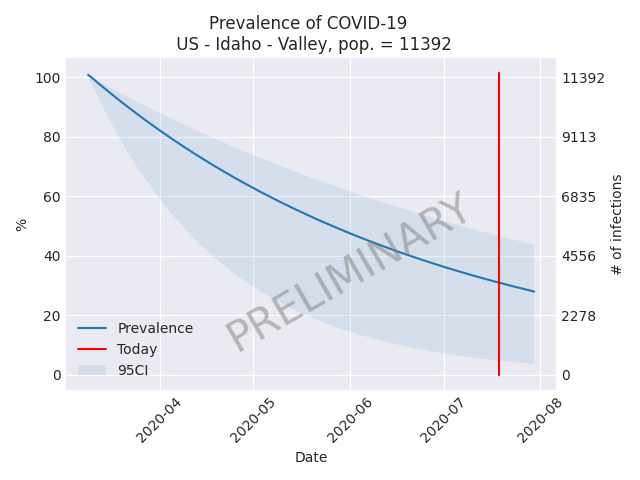 Prevalence of COVID-19
US - Idaho - Valley, pop. = 11392
100
80
60
40
20
0
%
11392
9113
6835
4556
2278
0
# of infections
PRELIMINARY
Prevalence
Today
95CI
2020-04
2020-05
2020-06
2020-07
2020-08
Date